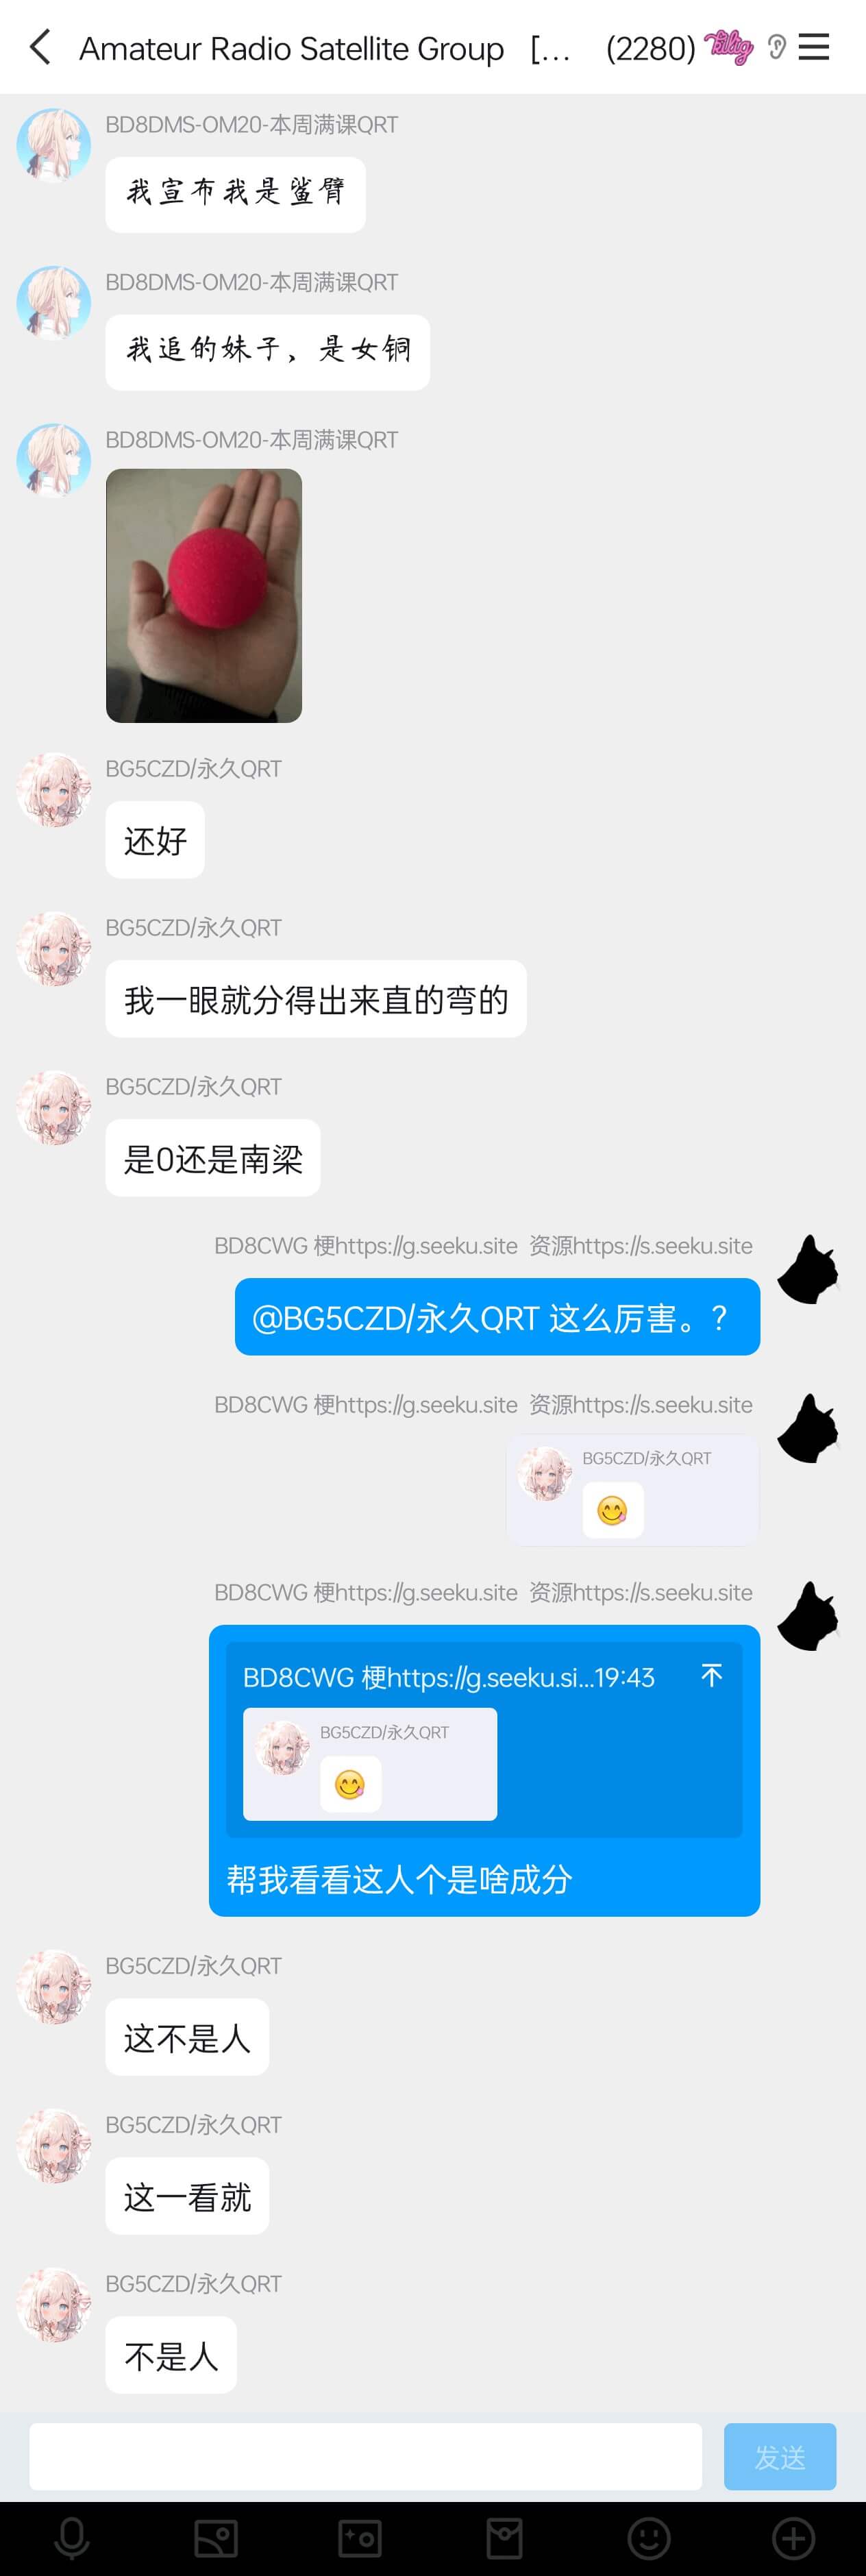 Amateur Radio Satellite Group [... (2280)
kilig
BD8DMS-OM20-本周满课QRT
我宣布我是鲨臂
BD8DMS-OM20-本周满课QRT
我追的妹子、是女铜
BD8DMS-OM20-本周满课QRT
BG5CZD/永久QRT
还好
BG5CZD/永久QRT
我一眼就分得出来直的弯的
BG5CZD/永久QRT
是0还是南梁
BD8CWG 梗https://g.seeku.site 资源https://s.seeku.site
@BG5CZD/永久QRT 这么厉害。?
BD8CWG 梗https://g.seeku.site 资源https://s.seeku.site
BG5CZD/永久QRT
BD8CWG 梗https://g.seeku.site 资源https://s.seeku.site
BD8CWG 梗https://g.seeku.si...19:43
BG5CZD/永久QRT
帮我看看这人个是啥成分
BG5CZD/永久QRT
这不是人
BG5CZD/永久QRT
这一看就
BG5CZD/永久QRT
不是人
发送